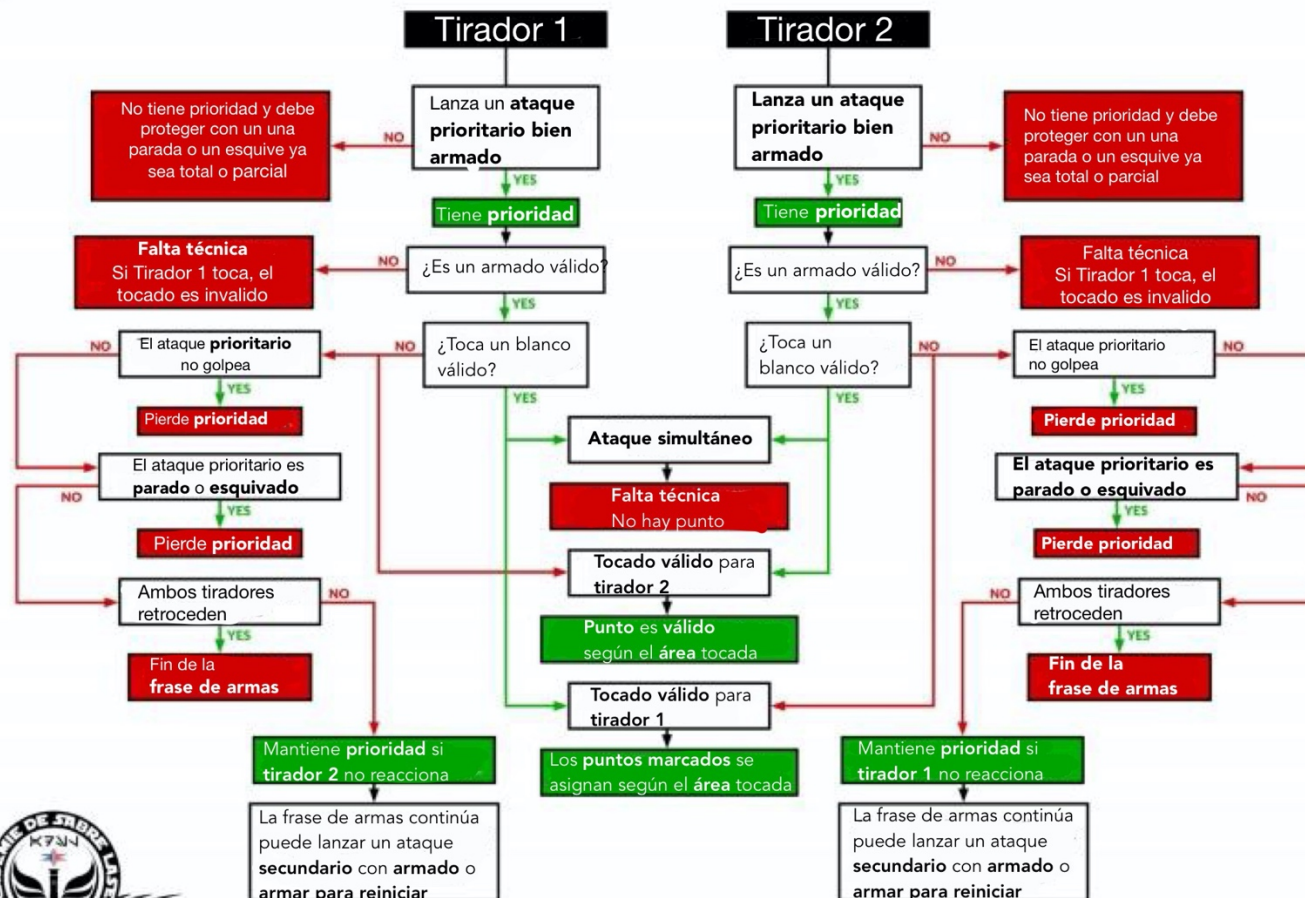 Tirador 1
Tirador 2
No tiene prioridad y debe
proteger con un una
parada o un esquive ya
sea total o parcial
NO
Lanza un ataque
prioritario bien
armado
YES
Tiene prioridad
Lanza un ataque
prioritario bien
armado
NO
No tiene prioridad y debe
proteger con un una
parada o un esquive ya
sea total o parcial
YES
Tiene prioridad
Falta técnica
Si Tirador 1 toca, el
tocado es invalido
NO
¿Es un armado válido?
YES
¿Es un armado válido?
NO
Falta técnica
Si Tirador 1 toca, el
tocado es invalido
YES
NO
El ataque prioritario
no golpea
NO
¿Toca un blanco
válido?
YES
¿Toca un
blanco válido?
NO
El ataque prioritario
no golpea
NO
YES
YES
Pierde prioridad
YES
Pierde prioridad
Ataque simultáneo
Falta técnica
No hay punto
El ataque prioritario es
parado o esquivado
NO
YES
Pierde prioridad
El ataque prioritario es
parado o esquivado
NO
YES
Pierde prioridad
Tocado válido para
tirador 2
Punto es válido
según el área tocada
Ambos tiradores
retroceden
NO
YES
Fin de la
frase de armas
NO
Ambos tiradores
retroceden
YES
Fin de la
frase de armas
Tocado válido para
tirador 1
Los puntos marcados se
asignan según el área tocada
Mantiene prioridad si
tirador 2 no reacciona
Mantiene prioridad si
tirador 1 no reacciona
La frase de armas continúa
puede lanzar un ataque
secundario con armado o
armar para reiniciar
La frase de armas continúa
puede lanzar un ataque
secundario con armado o
armar para reiniciar
DE SABRE